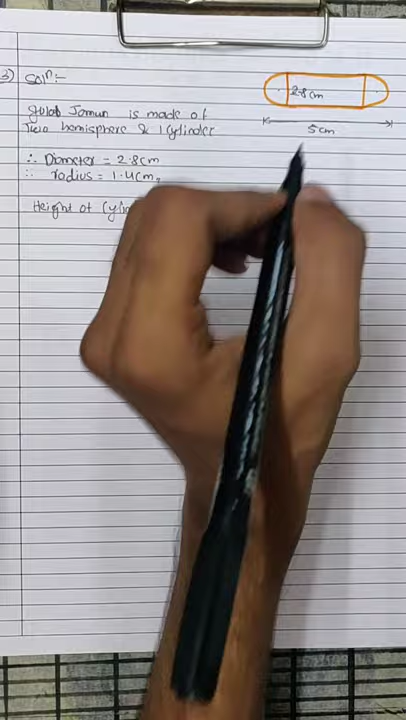 3) Solⁿ:-
2.8cm
5cm
gulab Jamun is made of
Two hemisphere & 1 Cylinder
∴ Diameter = 2.8cm
∵ radius = 1.4cm,
Height of